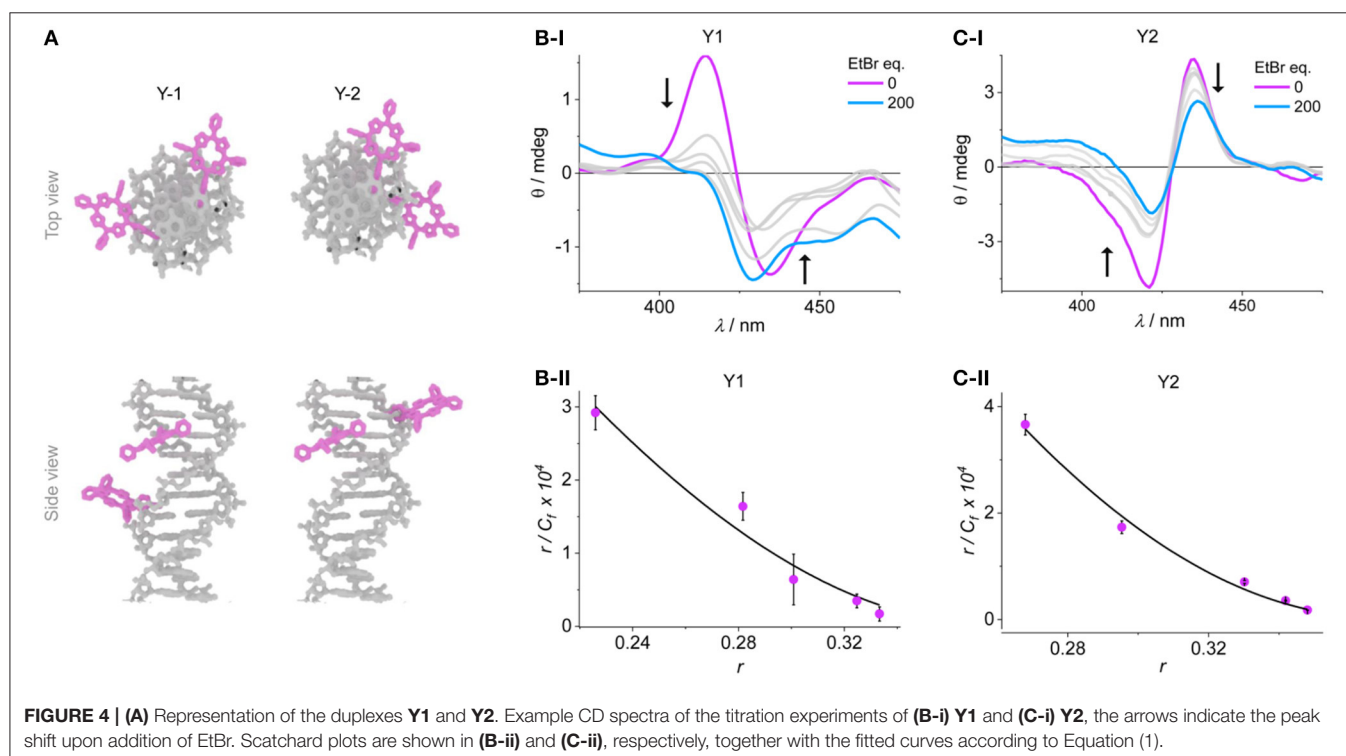 A
Y-1
Y-2
Top view
Side view
B-I
Y1
EtBr eq.
0
200
1
0
-1
θ / mdeg
400
450
λ / nm
C-I
Y2
EtBr eq.
0
200
3
0
-3
θ / mdeg
400
450
λ / nm
B-II
Y1
3
2
1
0
r / Cf x 10⁴
0.24
0.28
0.32
r
C-II
Y2
4
2
0
r / Cf x 10⁴
0.28
0.32
r
FIGURE 4 | (A) Representation of the duplexes Y1 and Y2. Example CD spectra of the titration experiments of (B-i) Y1 and (C-i) Y2, the arrows indicate the peak
shift upon addition of EtBr. Scatchard plots are shown in (B-ii) and (C-ii), respectively, together with the fitted curves according to Equation (1).